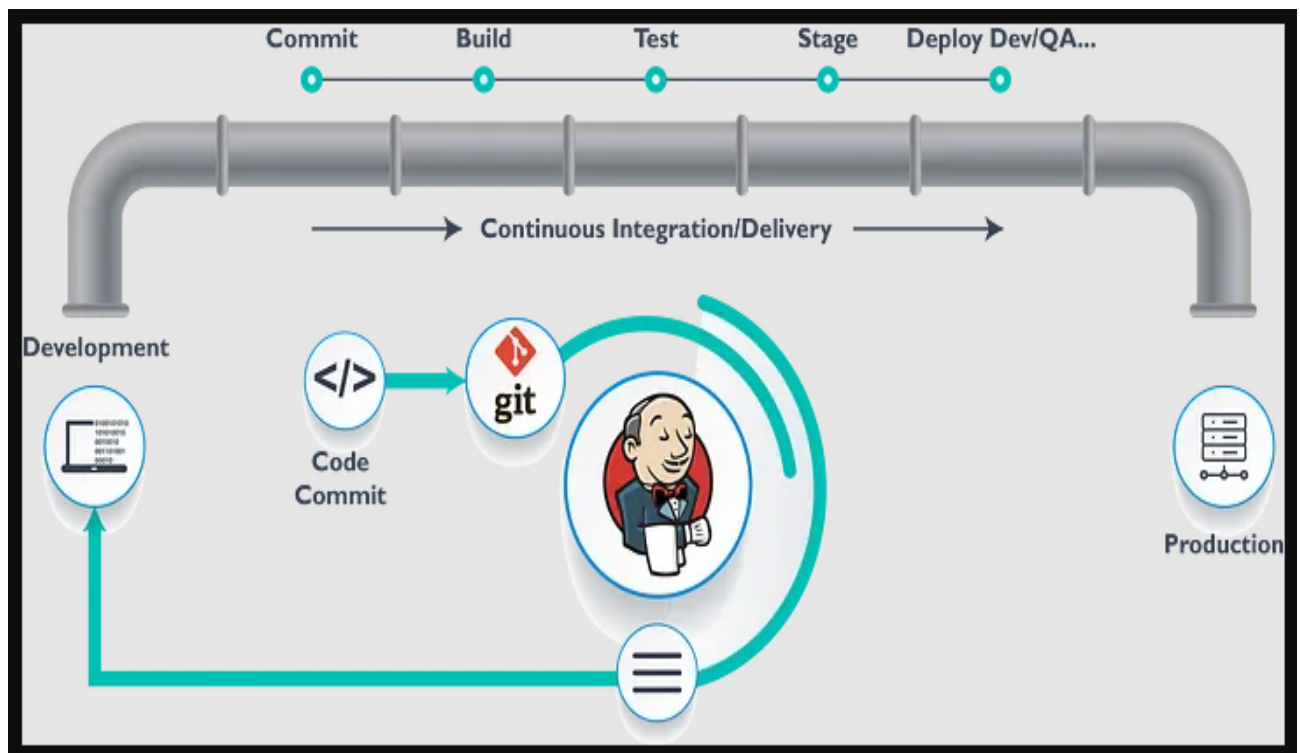 Commit Build Test Stage Deploy Dev/QA...
Continuous Integration/Delivery
Development
</>
git
Code
Commit
Production